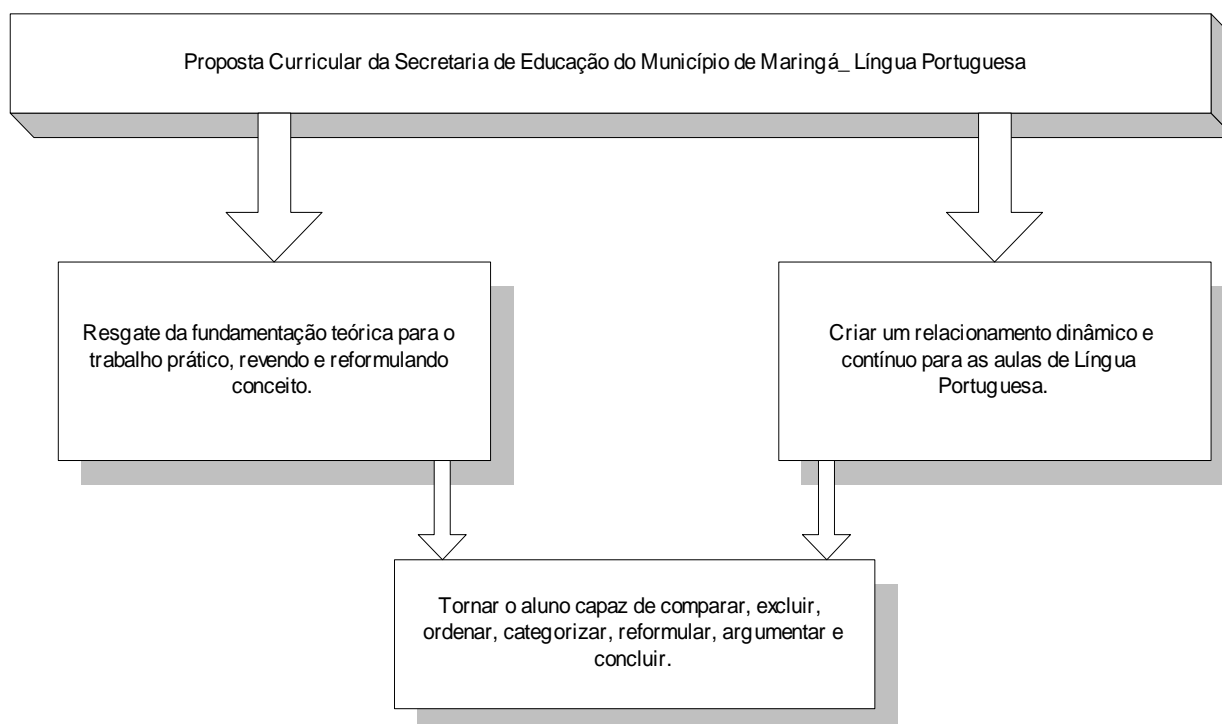 Proposta Curricular da Secretaria de Educação do Município de Maringá_ Língua Portuguesa
Resgate da fundamentação teórica para o
trabalho prático, revendo e reformulando
conceito.
Criar um relacionamento dinâmico e
contínuo para as aulas de Língua
Portuguesa.
Tornar o aluno capaz de comparar, excluir,
ordenar, categorizar, reformular, argumentar e
concluir.